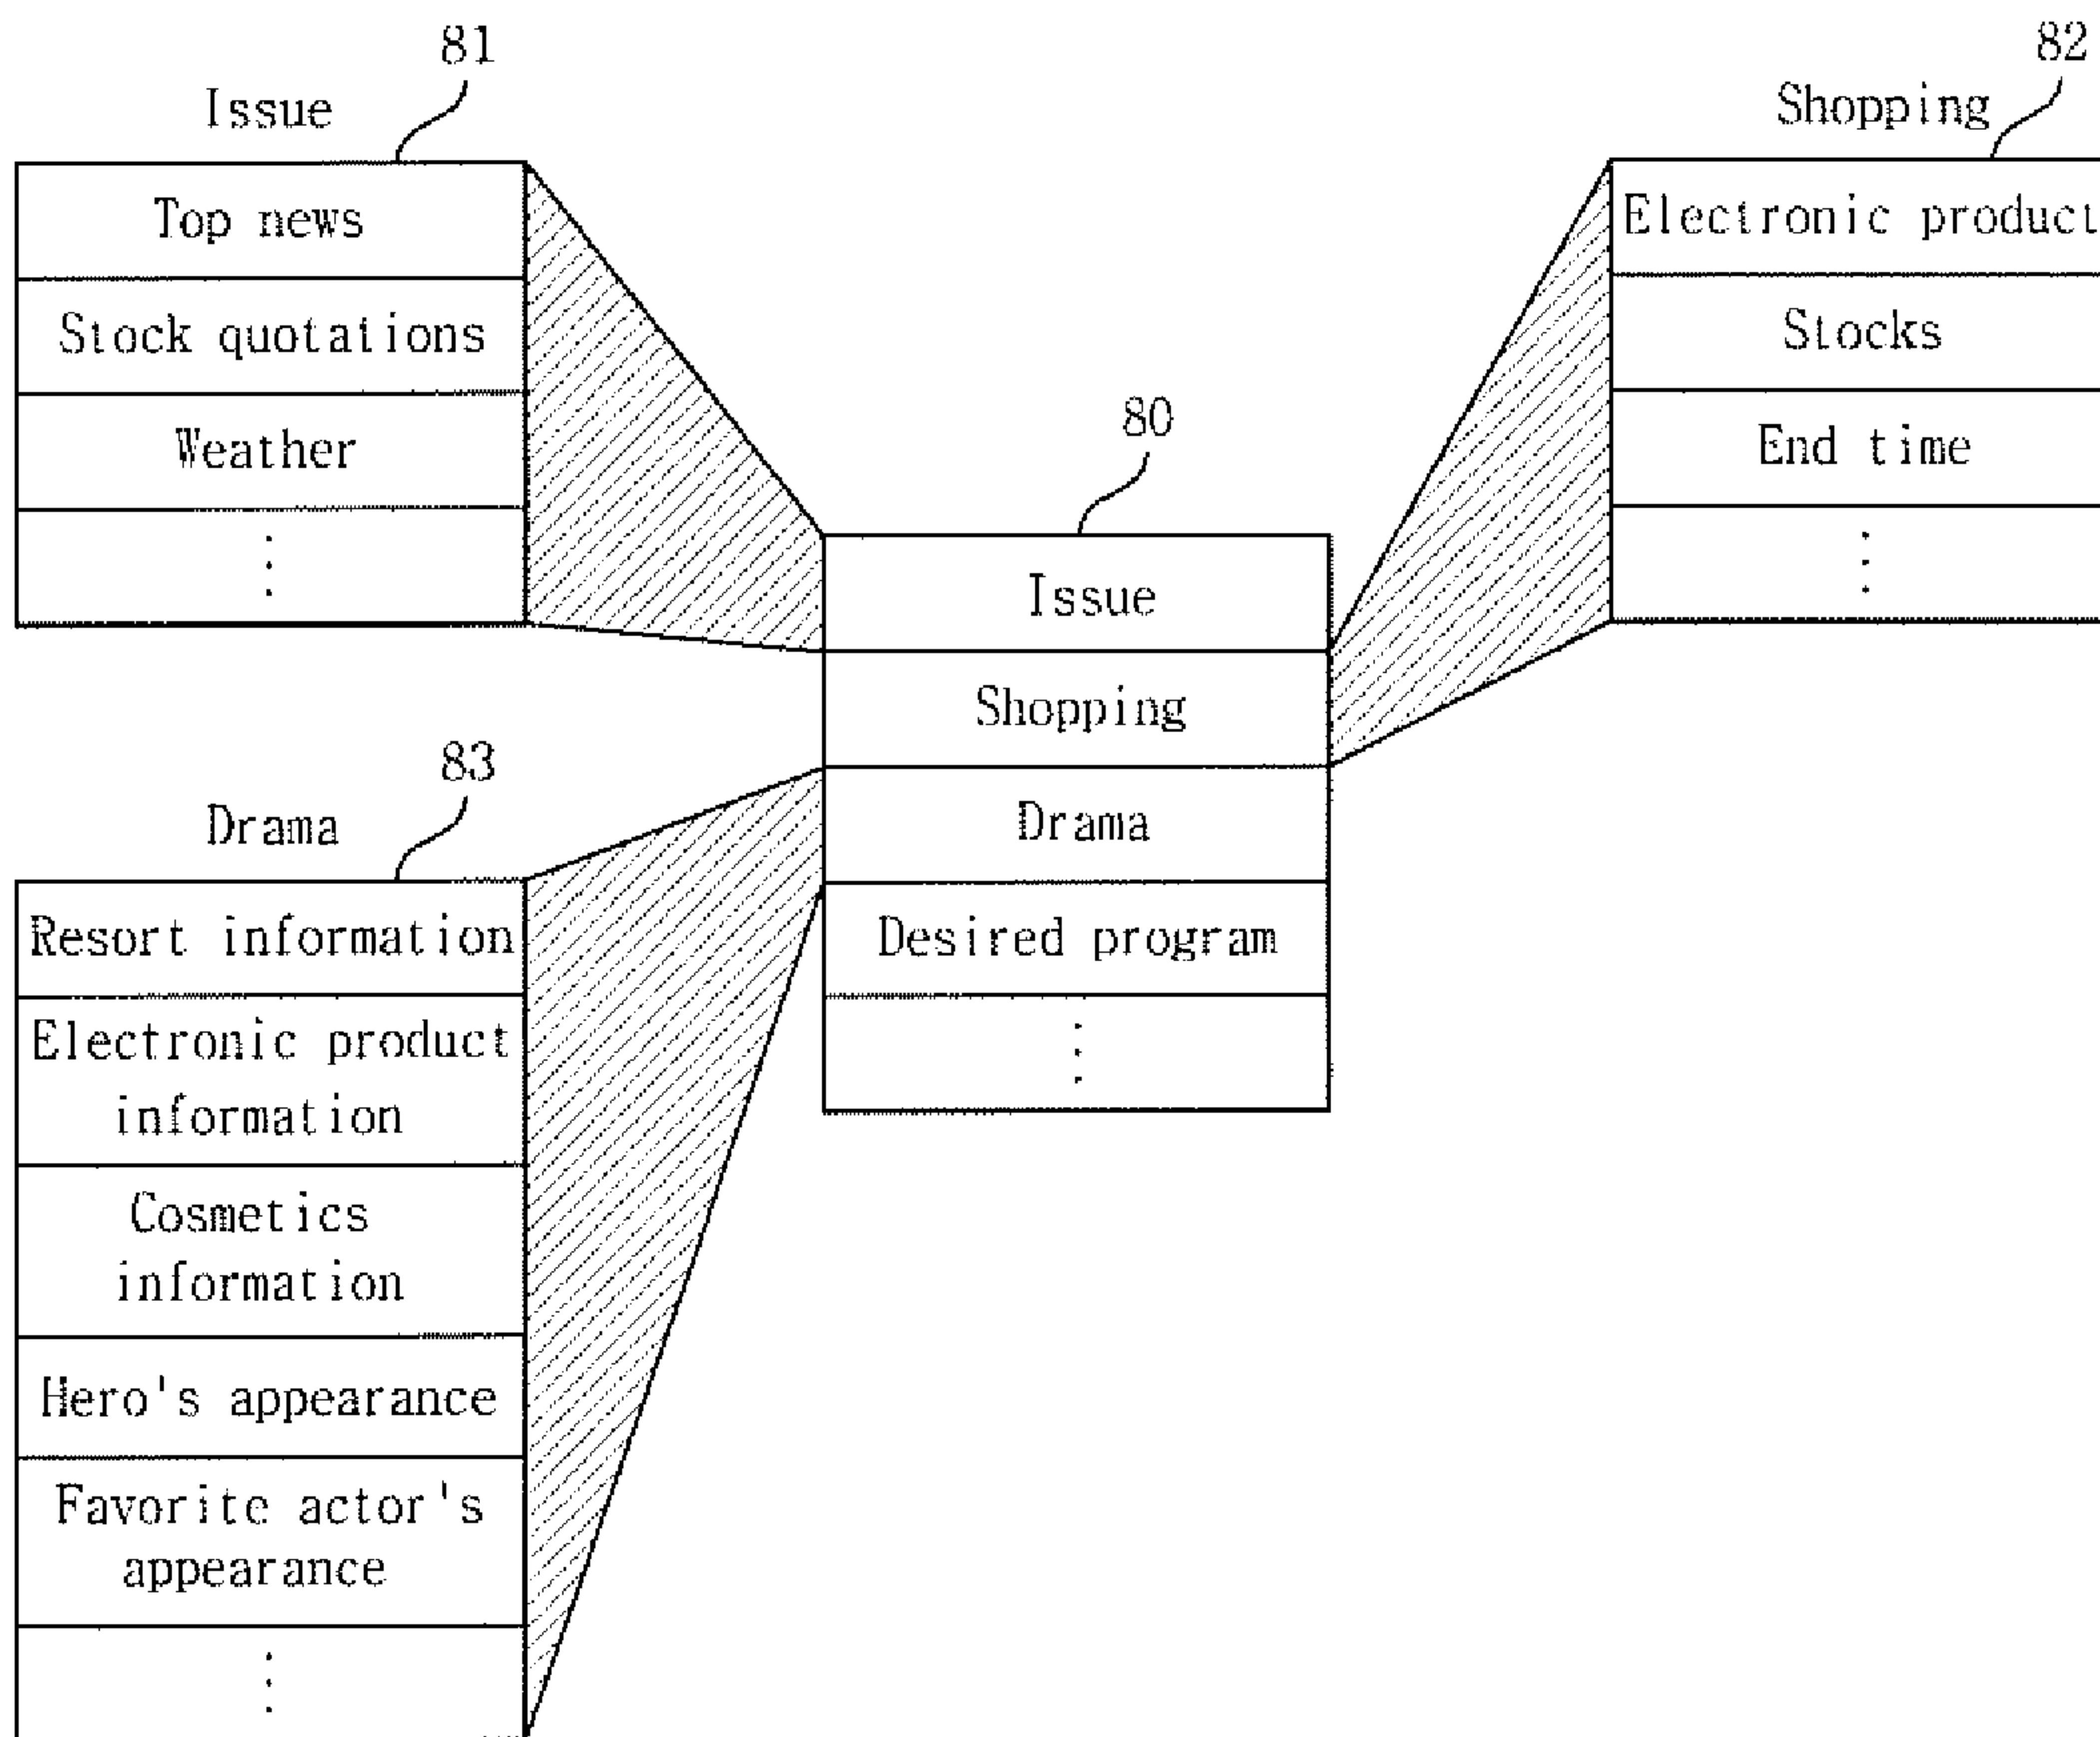 81
Issue
Top news
Stock quotations
Weather
82
Shopping
Electronic product
Stocks
End time
80
Issue
Shopping
Drama
Desired program
83
Drama
Resort information
Electronic product
information
Cosmetics
information
Hero's appearance
Favorite actor's
appearance